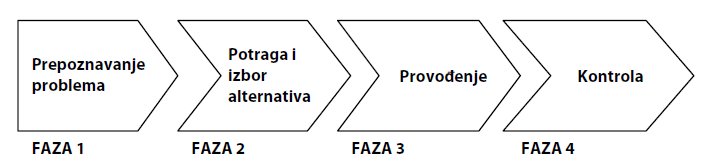 Prepoznavanje
problema
Potraga i
izbor
alternativa
Provođenje
Kontrola
FAZA 1
FAZA 2
FAZA 3
FAZA 4